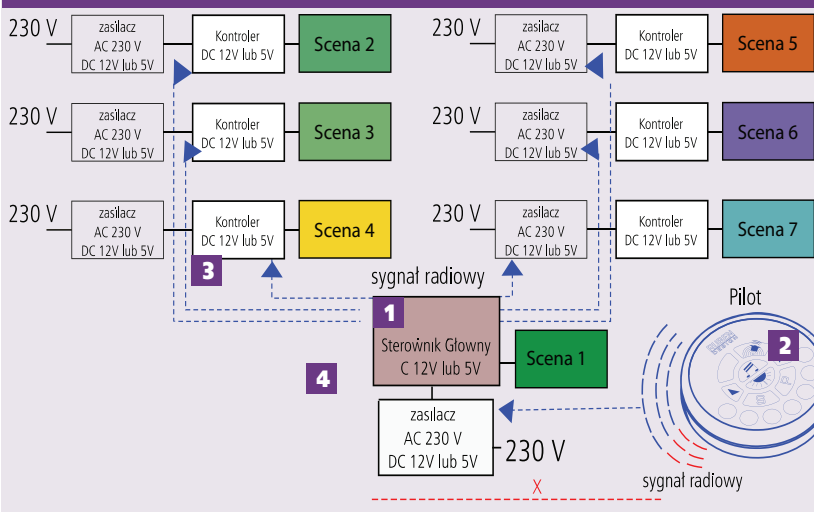 230 V
zasilacz
AC 230 V
DC 12V lub 5V
Kontroler
DC 12V lub 5V
Scena 2
230 V
zasilacz
AC 230 V
DC 12V lub 5V
Kontroler
DC 12V lub 5V
Scena 5
230 V
zasilacz
AC 230 V
DC 12V lub 5V
Kontroler
DC 12V lub 5V
Scena 3
230 V
zasilacz
AC 230 V
DC 12V lub 5V
Kontroler
DC 12V lub 5V
Scena 6
230 V
zasilacz
AC 230 V
DC 12V lub 5V
Kontroler
DC 12V lub 5V
Scena 4
230 V
zasilacz
AC 230 V
DC 12V lub 5V
Kontroler
DC 12V lub 5V
Scena 7
3
sygnał radiowy
1
Sterownik Głowny
C 12V lub 5V
Scena 1
Pilot
2
4
zasilacz
AC 230 V
DC 12V lub 5V
230 V
X
sygnał radiowy